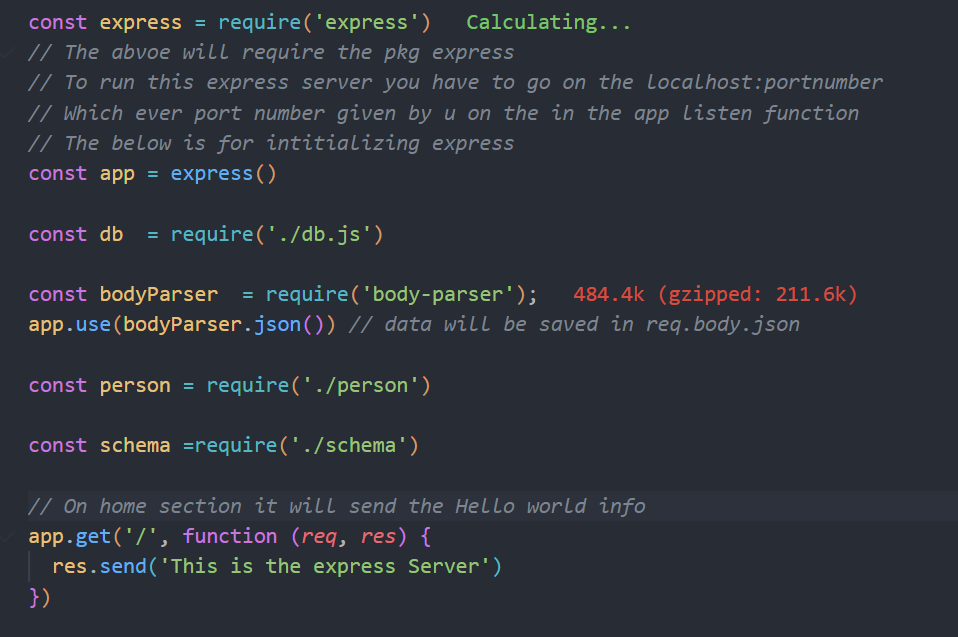 const express = require('express')   Calculating...
// The abvoe will require the pkg express
// To run this express server you have to go on the localhost:portnumber
// Which ever port number given by u on the in the app listen function
// The below is for intitializing express
const app = express()
const db  = require('./db.js')
const bodyParser  = require('body-parser');   484.4k (gzipped: 211.6k)
app.use(bodyParser.json()) // data will be saved in req.body.json
const person = require('./person')
const schema =require('./schema')
// On home section it will send the Hello world info
app.get('/', function (req, res) {
  res.send('This is the express Server')
})